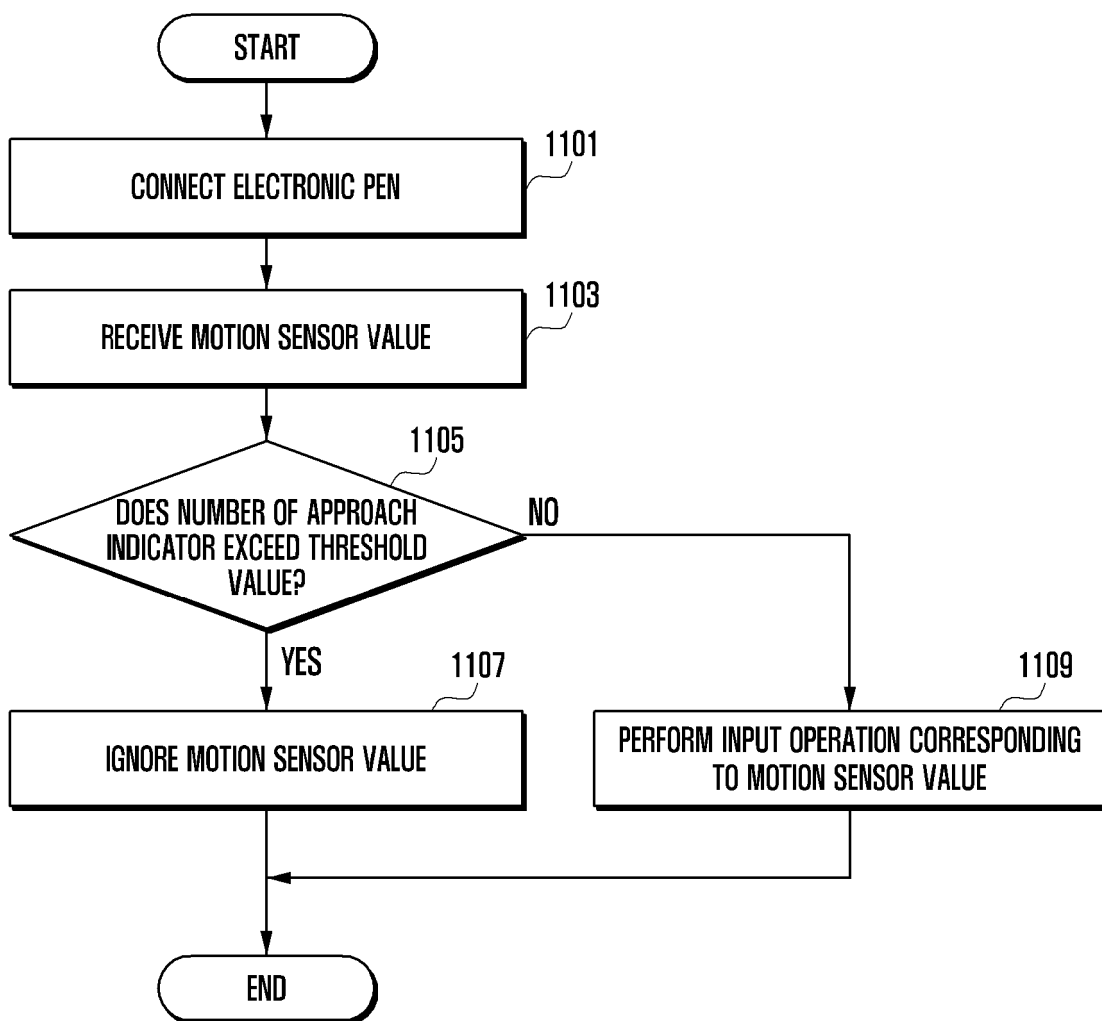 START
1101
CONNECT ELECTRONIC PEN
1103
RECEIVE MOTION SENSOR VALUE
1105
DOES NUMBER OF APPROACH
INDICATOR EXCEED THRESHOLD
VALUE?
NO
YES
1107
IGNORE MOTION SENSOR VALUE
1109
PERFORM INPUT OPERATION CORRESPONDING
TO MOTION SENSOR VALUE
END